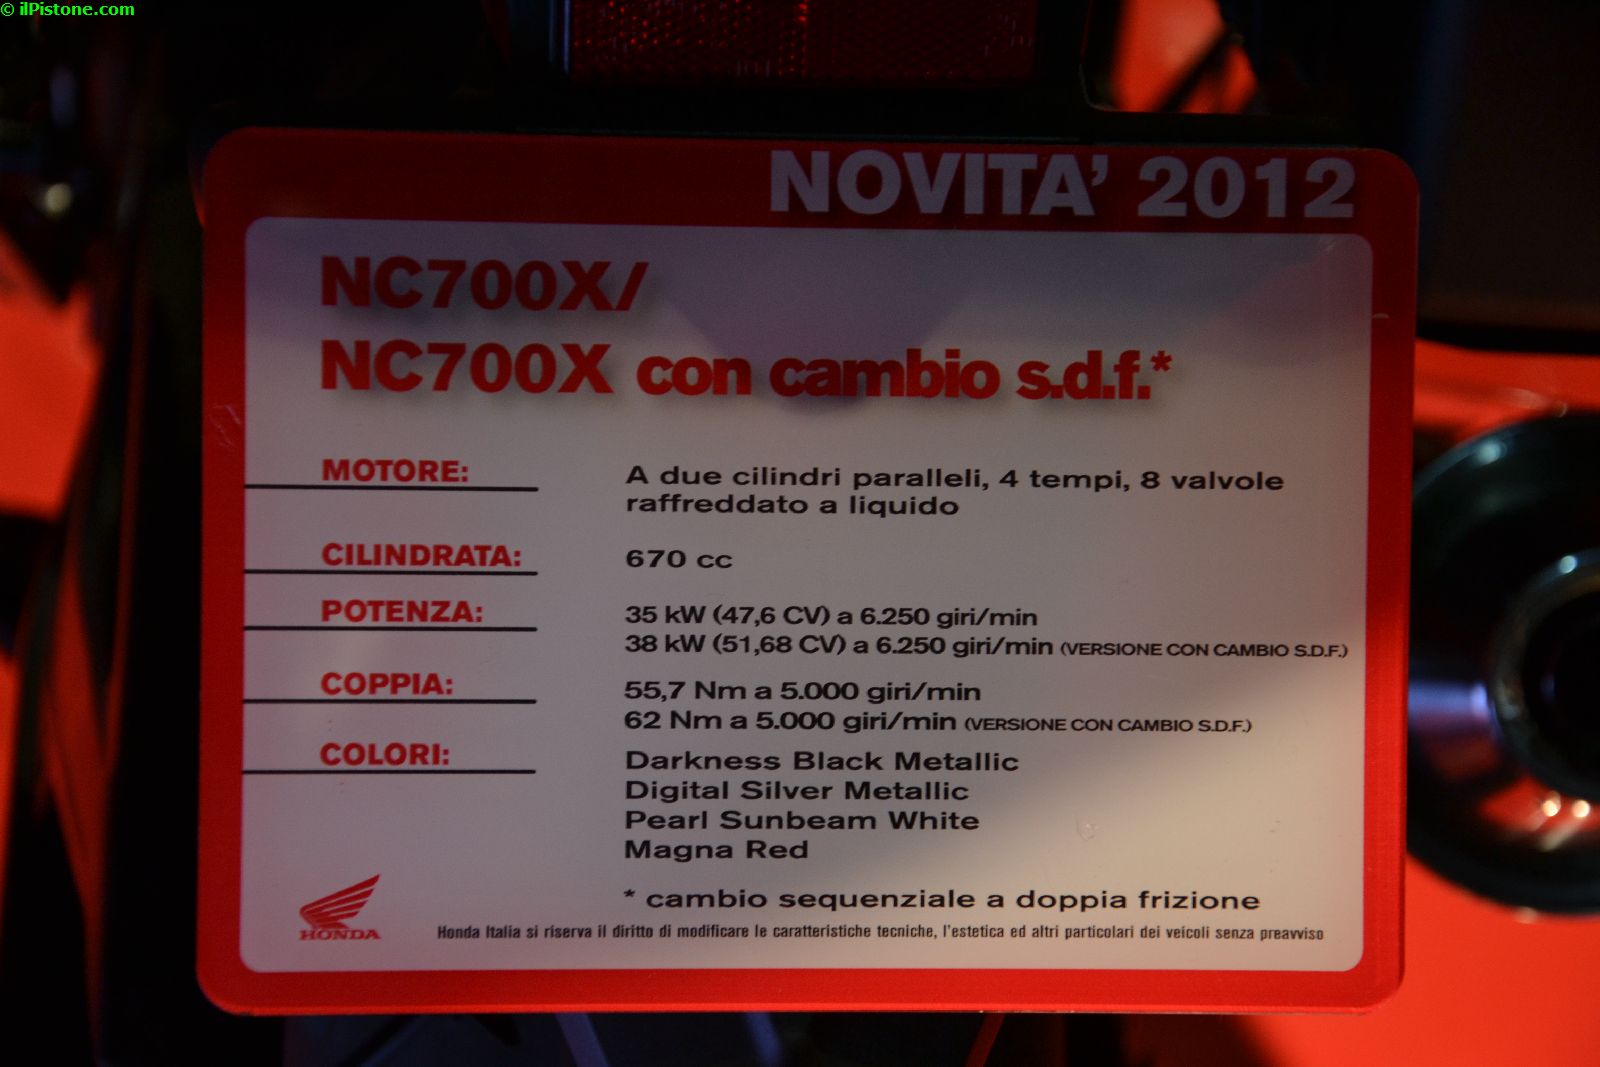 © ilPistone.com
NOVITA' 2012
NC700X/
NC700X con cambio s.d.f.*
MOTORE: A due cilindri paralleli, 4 tempi, 8 valvole
raffreddato a liquido
CILINDRATA: 670 cc
POTENZA: 35 kW (47,6 CV) a 6.250 giri/min
38 kW (51,68 CV) a 6.250 giri/min (VERSIONE CON CAMBIO S.D.F.)
COPPIA: 55,7 Nm a 5.000 giri/min
62 Nm a 5.000 giri/min (VERSIONE CON CAMBIO S.D.F.)
COLORI: Darkness Black Metallic
Digital Silver Metallic
Pearl Sunbeam White
Magna Red
* cambio sequenziale a doppia frizione
HONDA
Honda Italia si riserva il diritto di modificare le caratteristiche tecniche, l'estetica ed altri particolari dei veicoli senza preavviso